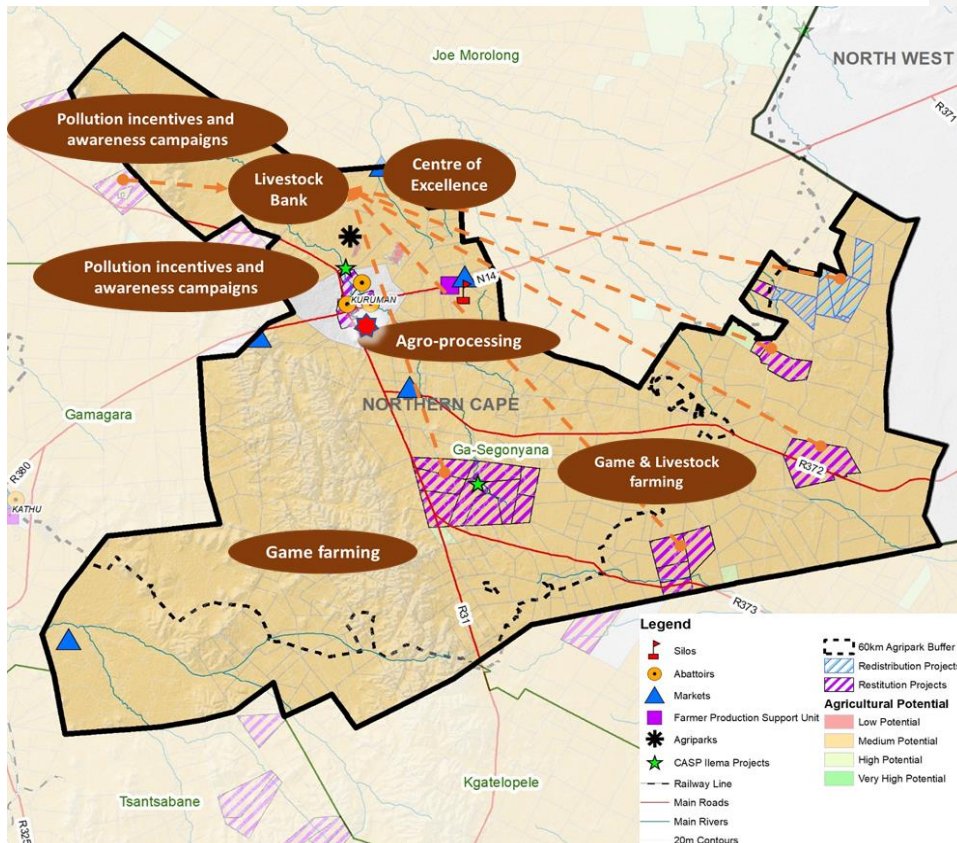 Joe Morolong
NORTH WEST
R371
Pollution incentives and
awareness campaigns
Livestock
Bank
Centre of
Excellence
Pollution incentives and
awareness campaigns
N14
KURUMAN
Agro-processing
NORTHERN CAPE
Gamagara
Ga-Segonyana
Game & Livestock
farming
R372
R380
KATHU
Game farming
R31
R373
Legend
Silos
Abattoirs
Markets
Farmer Production Support Unit
Agriparks
CASP Ilema Projects
Railway Line
Main Roads
Main Rivers
20m Contours
60km Agripark Buffer
Redistribution Projects
Restitution Projects
Agricultural Potential
Low Potential
Medium Potential
High Potential
Very High Potential
Kgatelopele
Tsantsabane
R325